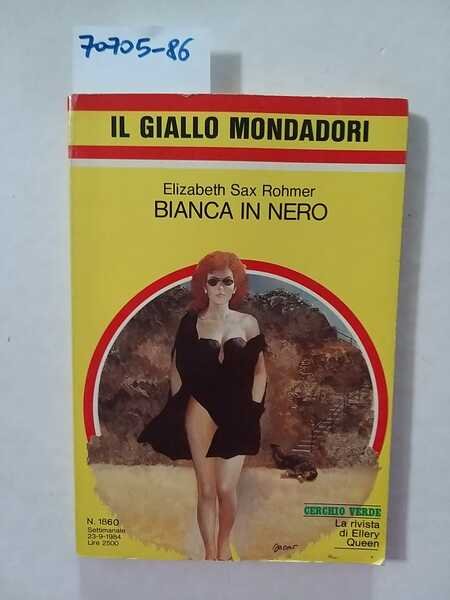 70705-86
IL GIALLO MONDADORI
Elizabeth Sax Rohmer
BIANCA IN NERO
N. 1860
Settimanale
23-9-1984
Lire 2500
CERCHIO VERDE
La rivista
di Ellery
Queen